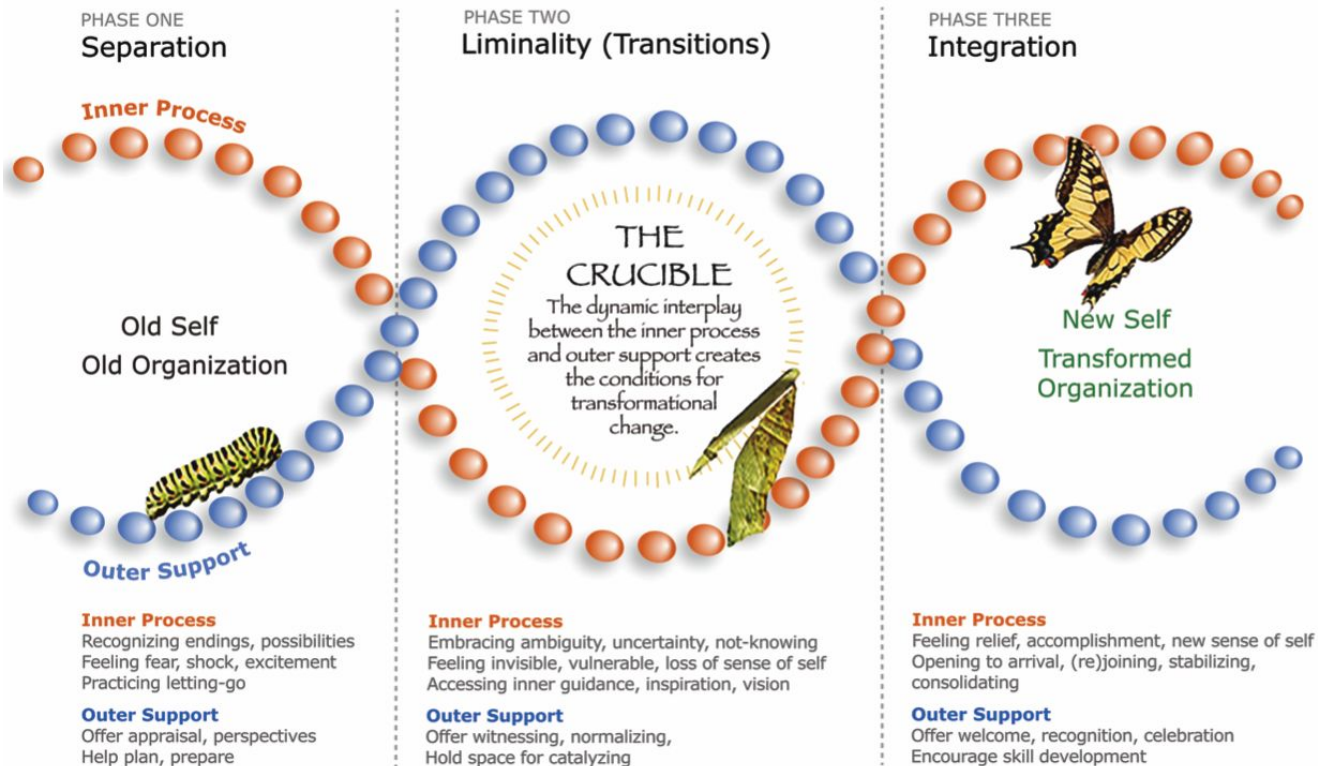 PHASE ONE
Separation
Inner Process
Old Self
Old Organization
Outer Support
Inner Process
Recognizing endings, possibilities
Feeling fear, shock, excitement
Practicing letting-go
Outer Support
Offer appraisal, perspectives
Help plan, prepare
PHASE TWO
Liminality (Transitions)
THE
CRUCIBLE
The dynamic interplay
between the inner process
and outer support creates
the conditions for
transformational
change.
Inner Process
Embracing ambiguity, uncertainty, not-knowing
Feeling invisible, vulnerable, loss of sense of self
Accessing inner guidance, inspiration, vision
Outer Support
Offer witnessing, normalizing,
Hold space for catalyzing
PHASE THREE
Integration
New Self
Transformed
Organization
Inner Process
Feeling relief, accomplishment, new sense of self
Opening to arrival, (re)joining, stabilizing,
consolidating
Outer Support
Offer welcome, recognition, celebration
Encourage skill development